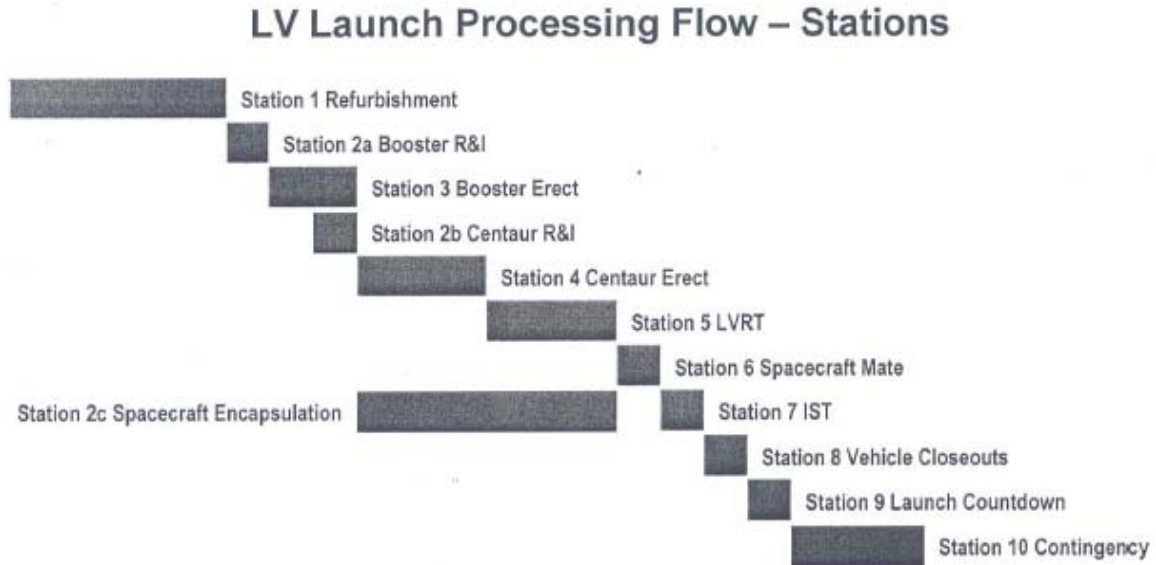 LV Launch Processing Flow – Stations
Station 1 Refurbishment
Station 2a Booster R&I
Station 3 Booster Erect
Station 2b Centaur R&I
Station 4 Centaur Erect
Station 5 LVRT
Station 6 Spacecraft Mate
Station 2c Spacecraft Encapsulation
Station 7 IST
Station 8 Vehicle Closeouts
Station 9 Launch Countdown
Station 10 Contingency